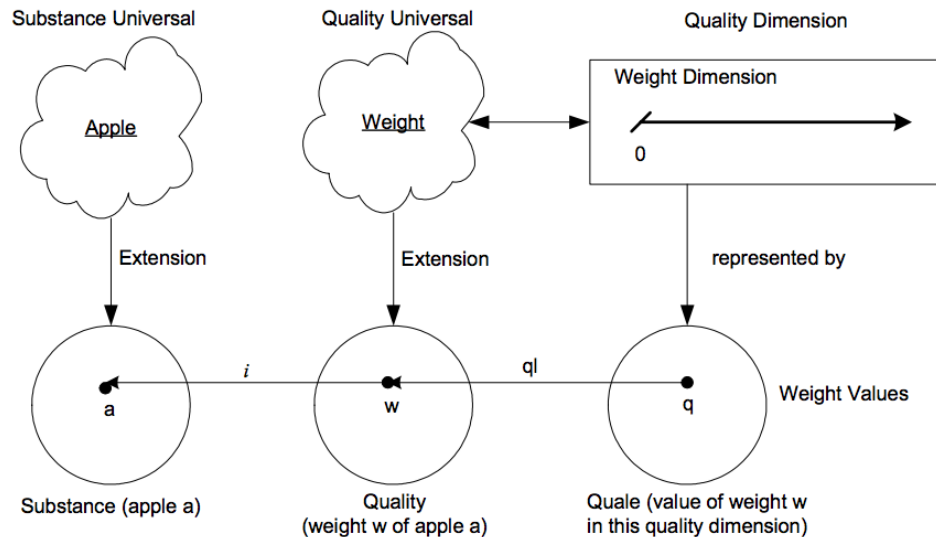 Substance Universal
Quality Universal
Quality Dimension
Apple
Weight
Weight Dimension
0
Extension
Extension
represented by
i
ql
a
w
q
Weight Values
Substance (apple a)
Quality
(weight w of apple a)
Quale (value of weight w
in this quality dimension)